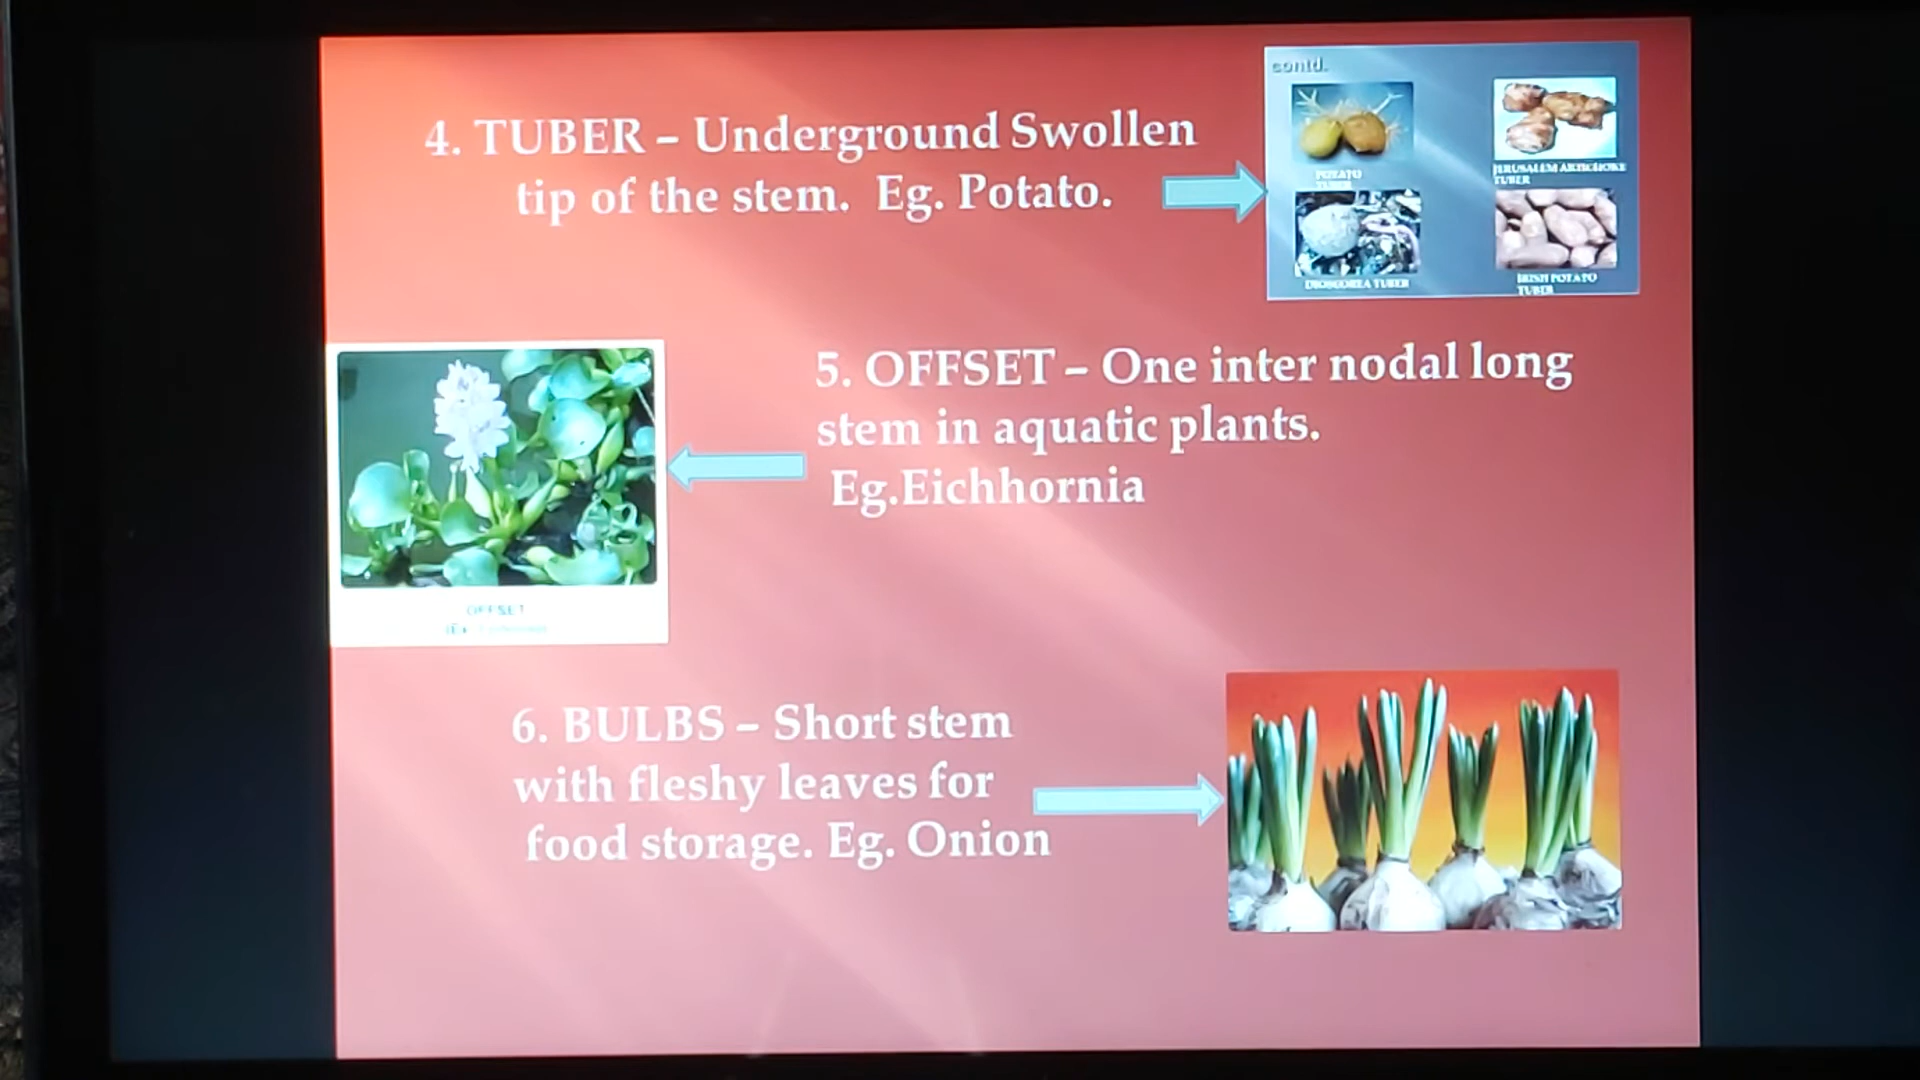 4. TUBER – Underground Swollen
tip of the stem. Eg. Potato.
contd.
POTATO
TUBER
JERUSALEM ARTICHOKE
TUBER
DIOSCOREA TUBER
IRISH POTATO
TUBER
5. OFFSET – One inter nodal long
stem in aquatic plants.
Eg.Eichhornia
OFFSET
6. BULBS – Short stem
with fleshy leaves for
food storage. Eg. Onion